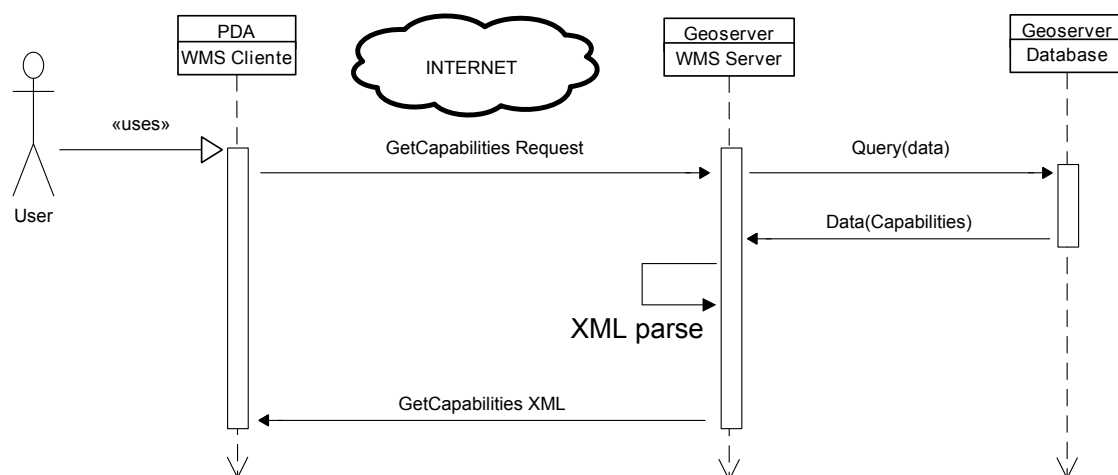 PDA
WMS Cliente
INTERNET
Geoserver
WMS Server
Geoserver
Database
«uses»
User
GetCapabilities Request
Query(data)
Data(Capabilities)
XML parse
GetCapabilities XML